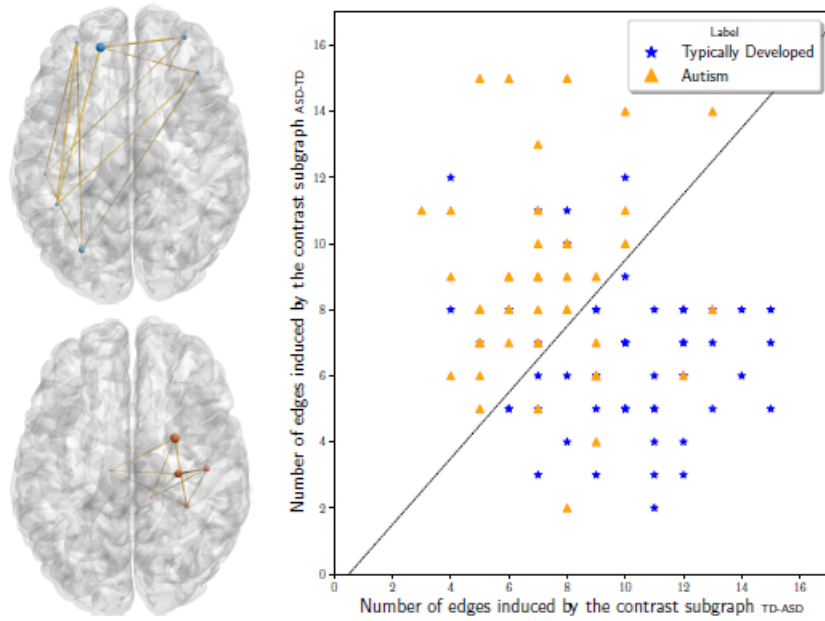 Label
Typically Developed
Autism
Number of edges induced by the contrast subgraph ASD-TD
16
14
12
10
8
6
4
2
0
0 2 4 6 8 10 12 14 16
Number of edges induced by the contrast subgraph TD-ASD